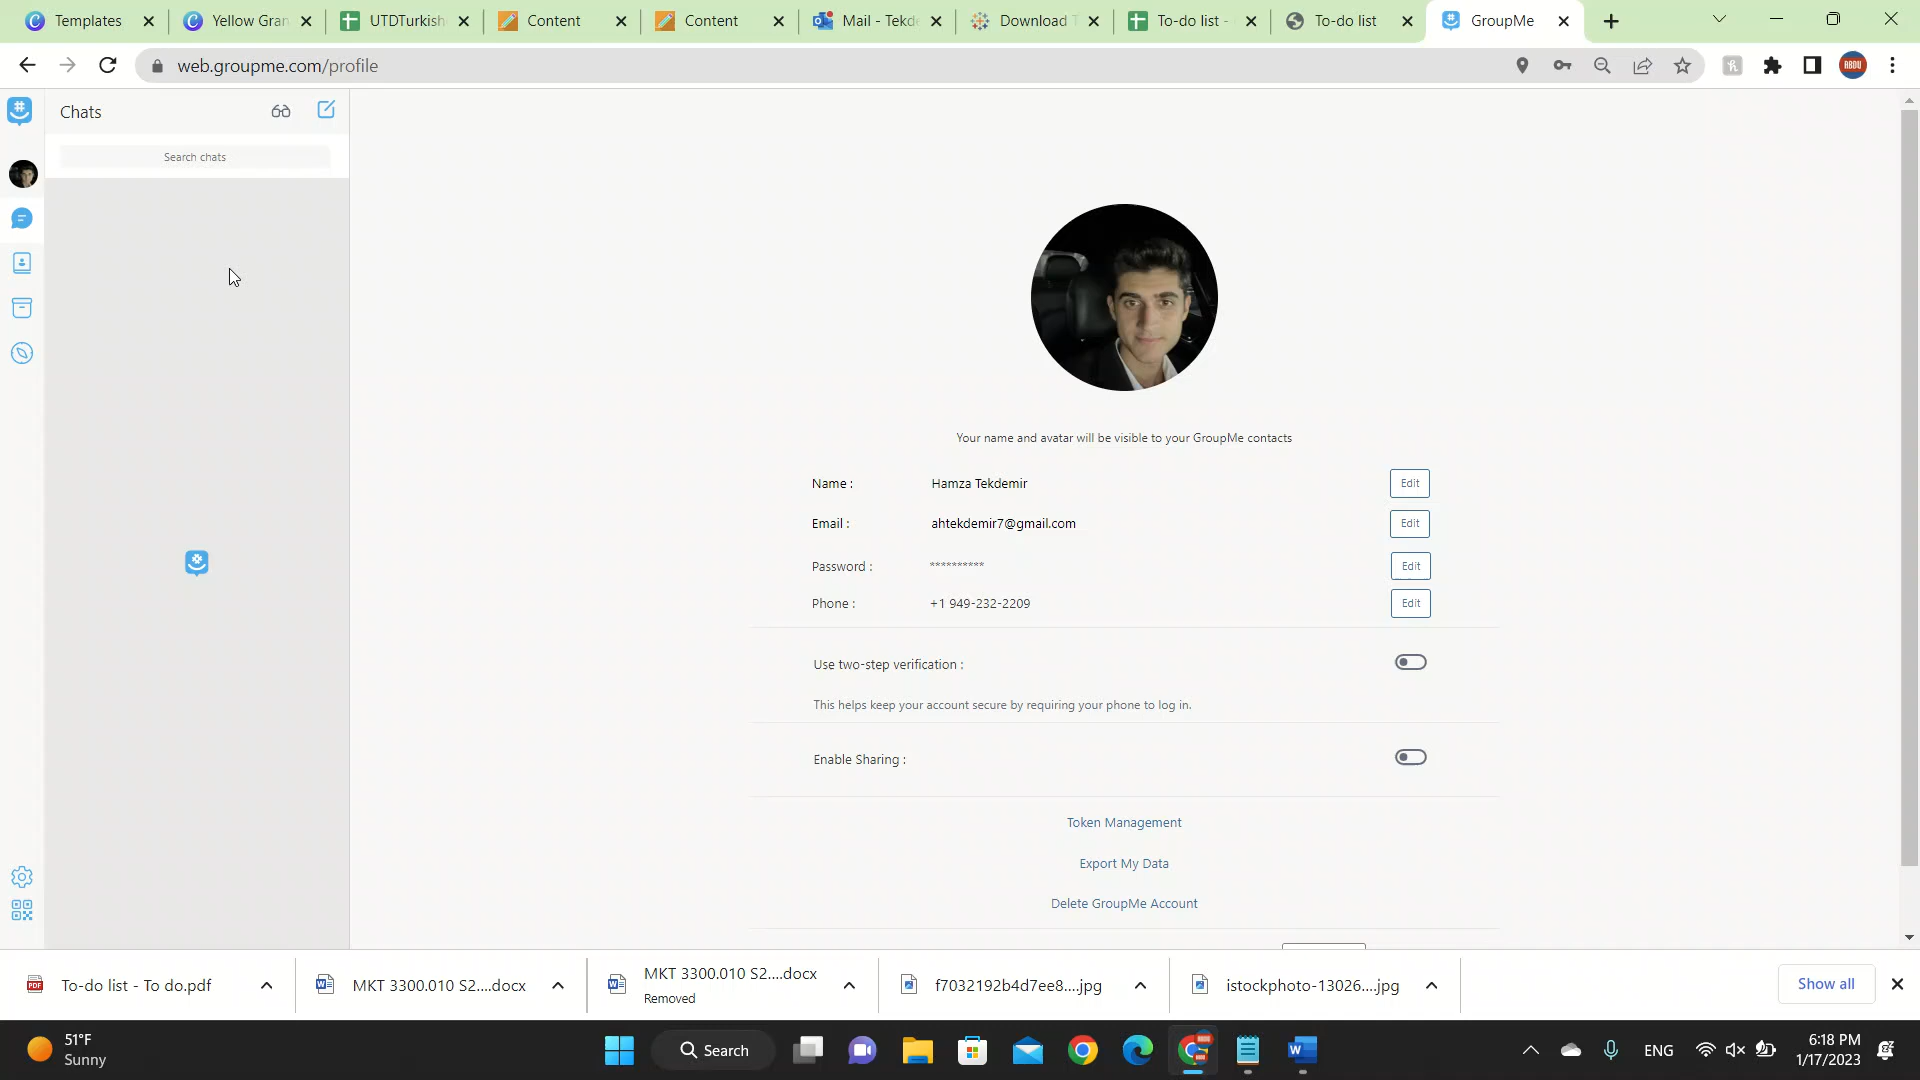 Templates
Yellow Gran
UTDTurkish
Content
Content
Mail - Tekde
Download T
To-do list -
To-do list
GroupMe
web.groupme.com/profile
ABDU
Chats
Search chats
Your name and avatar will be visible to your GroupMe contacts
Name :
Hamza Tekdemir
Edit
Email :
ahtekdemir7@gmail.com
Edit
Password :
**********
Edit
Phone :
+1 949-232-2209
Edit
Use two-step verification :
This helps keep your account secure by requiring your phone to log in.
Enable Sharing :
Token Management
Export My Data
Delete GroupMe Account
To-do list - To do.pdf
MKT 3300.010 S2....docx
MKT 3300.010 S2....docx
Removed
f7032192b4d7ee8....jpg
istockphoto-13026....jpg
Show all
51°F
Sunny
Search
ENG
6:18 PM
1/17/2023